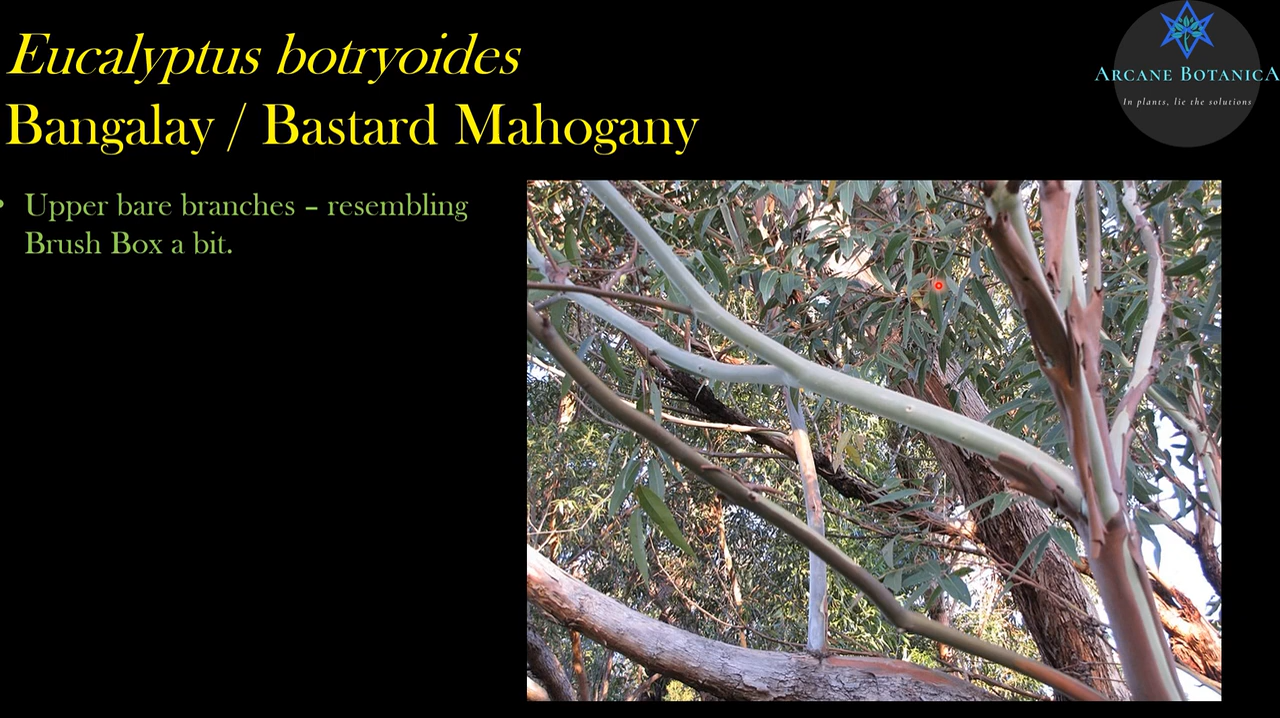 Eucalyptus botryoides
Bangalay / Bastard Mahogany
ARCANE BOTANICA
In plants, lie the solutions
• Upper bare branches – resembling
Brush Box a bit.